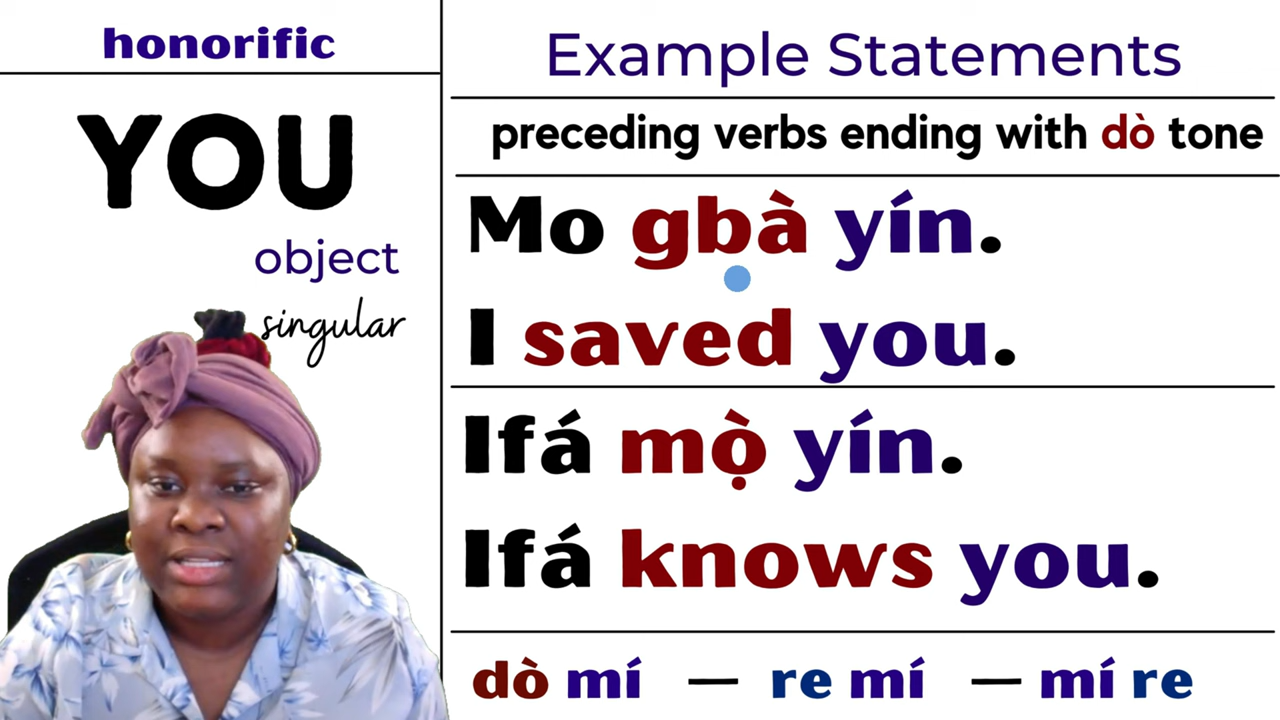 honorific
YOU
object
singular
Example Statements
preceding verbs ending with dò tone
Mo gbà yín.
I saved you.
Ifá mọ̀ yín.
Ifá knows you.
dò mí — re mí — mí re